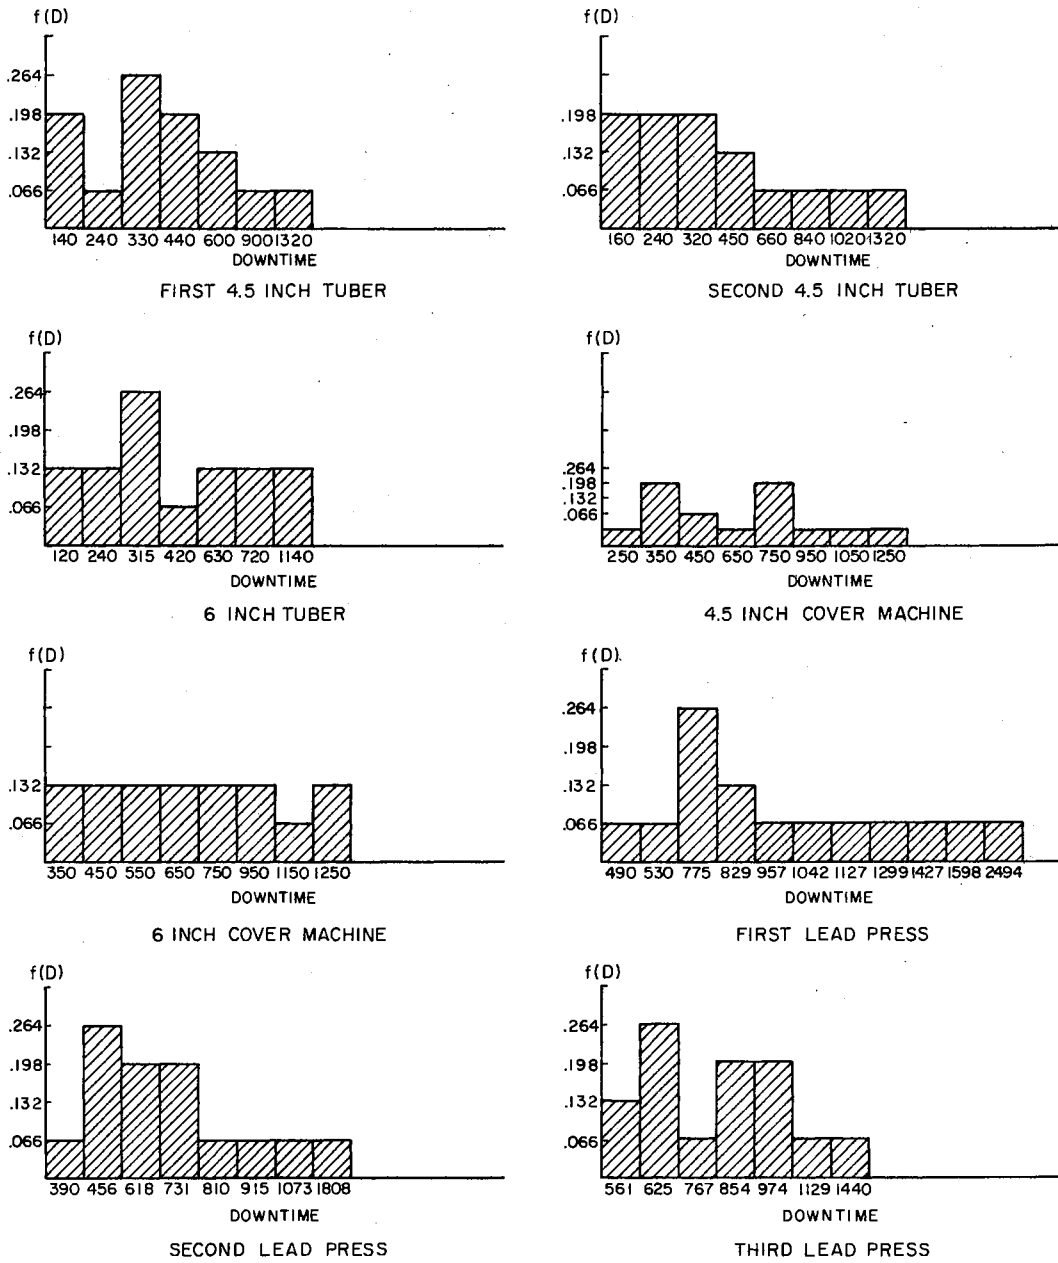 f(D)
.264
.198
.132
.066
140 240 330 440 600 900 1320
DOWNTIME
FIRST 4.5 INCH TUBER
f(D)
.198
.132
.066
160 240 320 450 660 840 1020 1320
DOWNTIME
SECOND 4.5 INCH TUBER
f(D)
.264
.198
.132
.066
120 240 315 420 630 720 1140
DOWNTIME
6 INCH TUBER
f(D)
.264
.198
.132
.066
250 350 450 650 750 950 1050 1250
DOWNTIME
4.5 INCH COVER MACHINE
f(D)
.132
.066
350 450 550 650 750 950 1150 1250
DOWNTIME
6 INCH COVER MACHINE
f(D)
.264
.198
.132
.066
490 530 775 829 957 1042 1127 1299 1427 1598 2494
DOWNTIME
FIRST LEAD PRESS
f(D)
.264
.198
.132
.066
390 456 618 731 810 915 1073 1808
DOWNTIME
SECOND LEAD PRESS
f(D)
.264
.198
.132
.066
561 625 767 854 974 1129 1440
DOWNTIME
THIRD LEAD PRESS